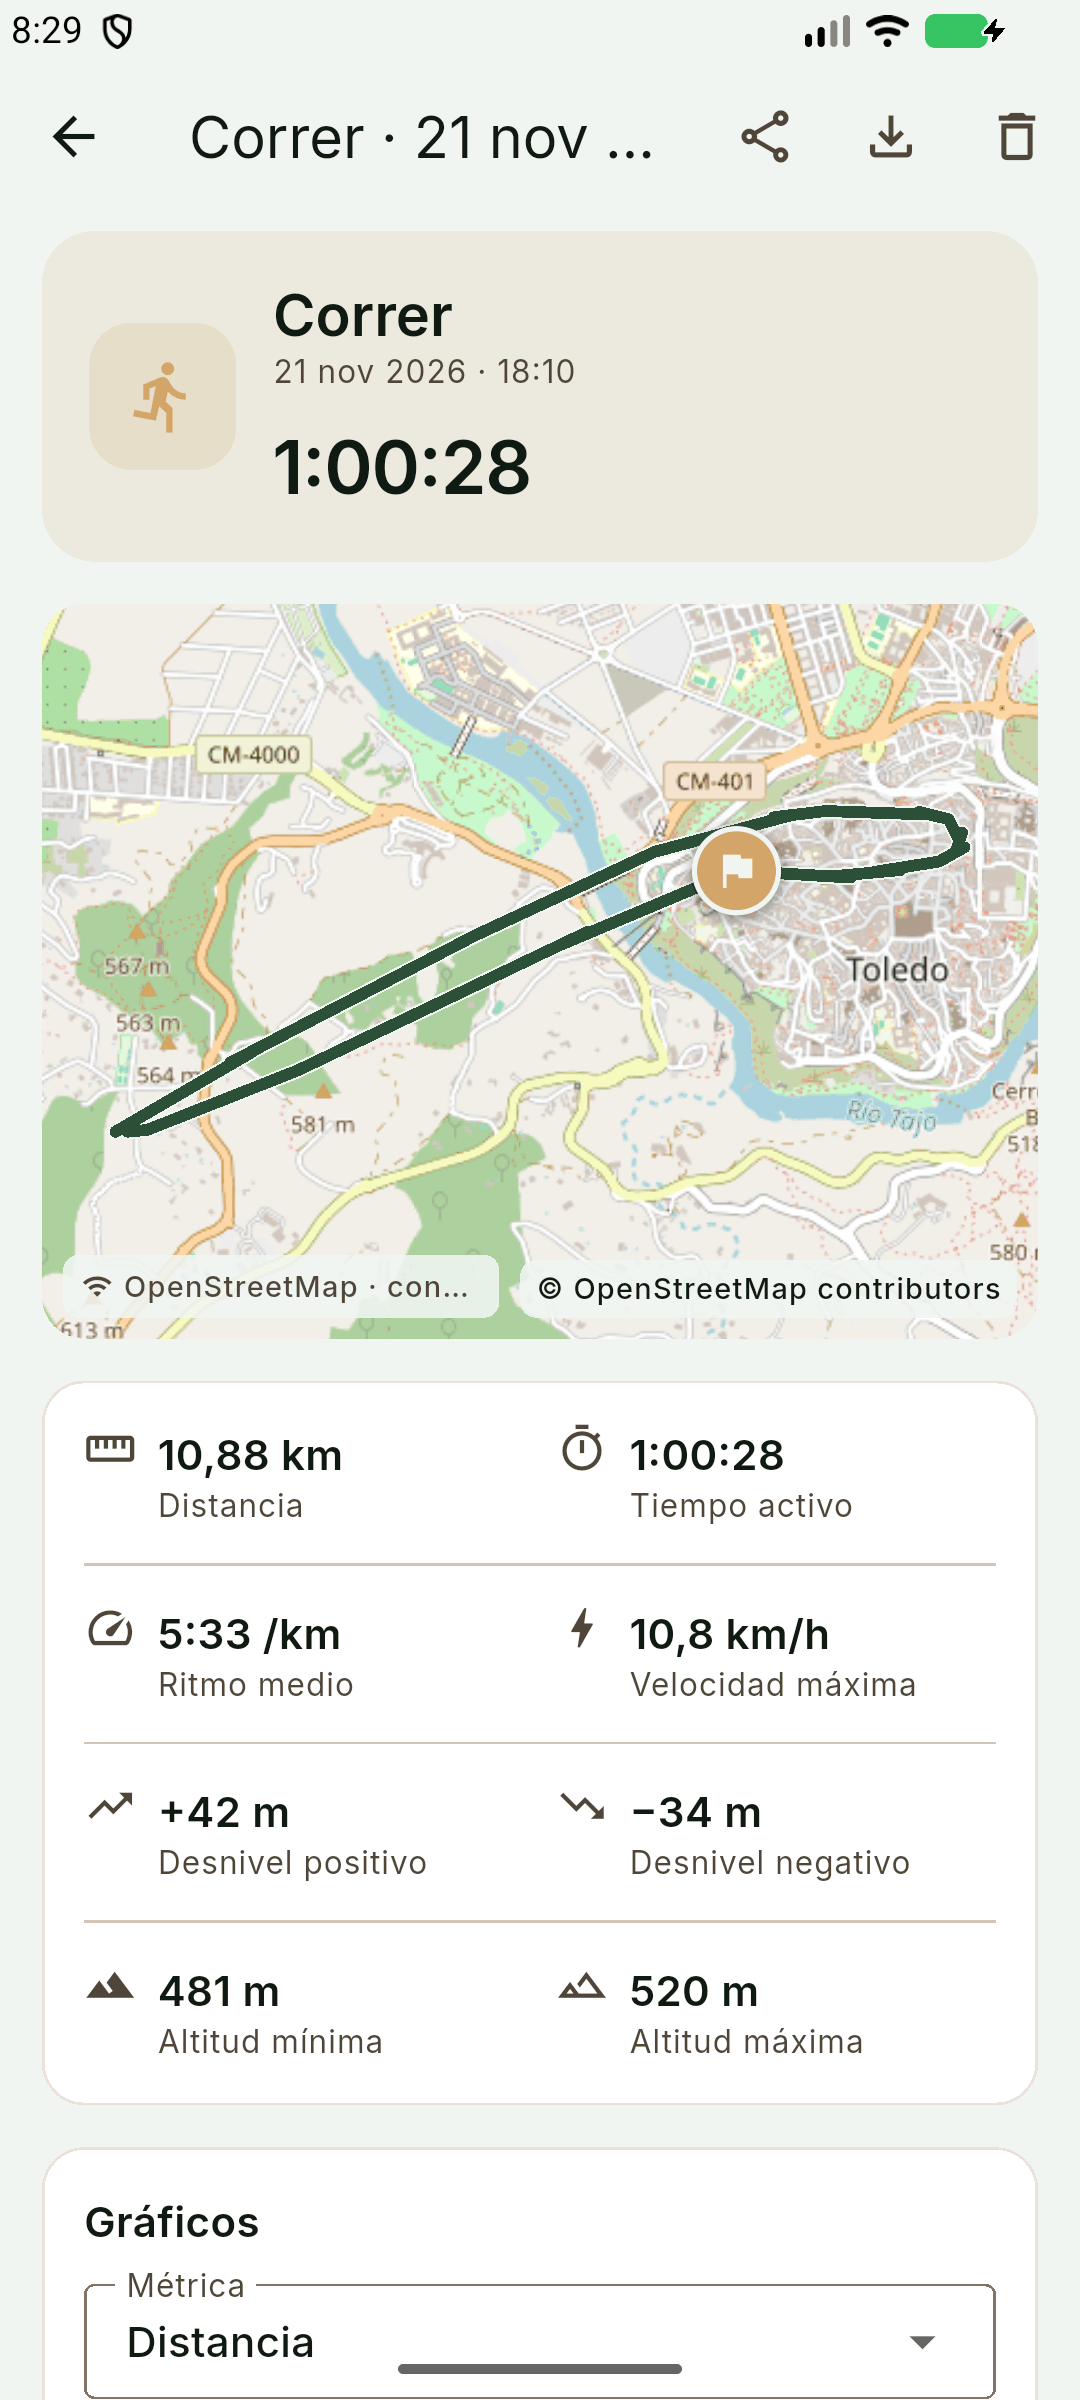 8:29
Correr · 21 nov ...
Correr
21 nov 2026 · 18:10
1:00:28
CM-4000
CM-401
567 m
563 m
564 m
581 m
Toledo
Río Tajo
Cerr
B
518
580
613 m
OpenStreetMap · con...
© OpenStreetMap contributors
10,88 km
Distancia
1:00:28
Tiempo activo
5:33 /km
Ritmo medio
10,8 km/h
Velocidad máxima
+42 m
Desnivel positivo
−34 m
Desnivel negativo
481 m
Altitud mínima
520 m
Altitud máxima
Gráficos
Métrica
Distancia